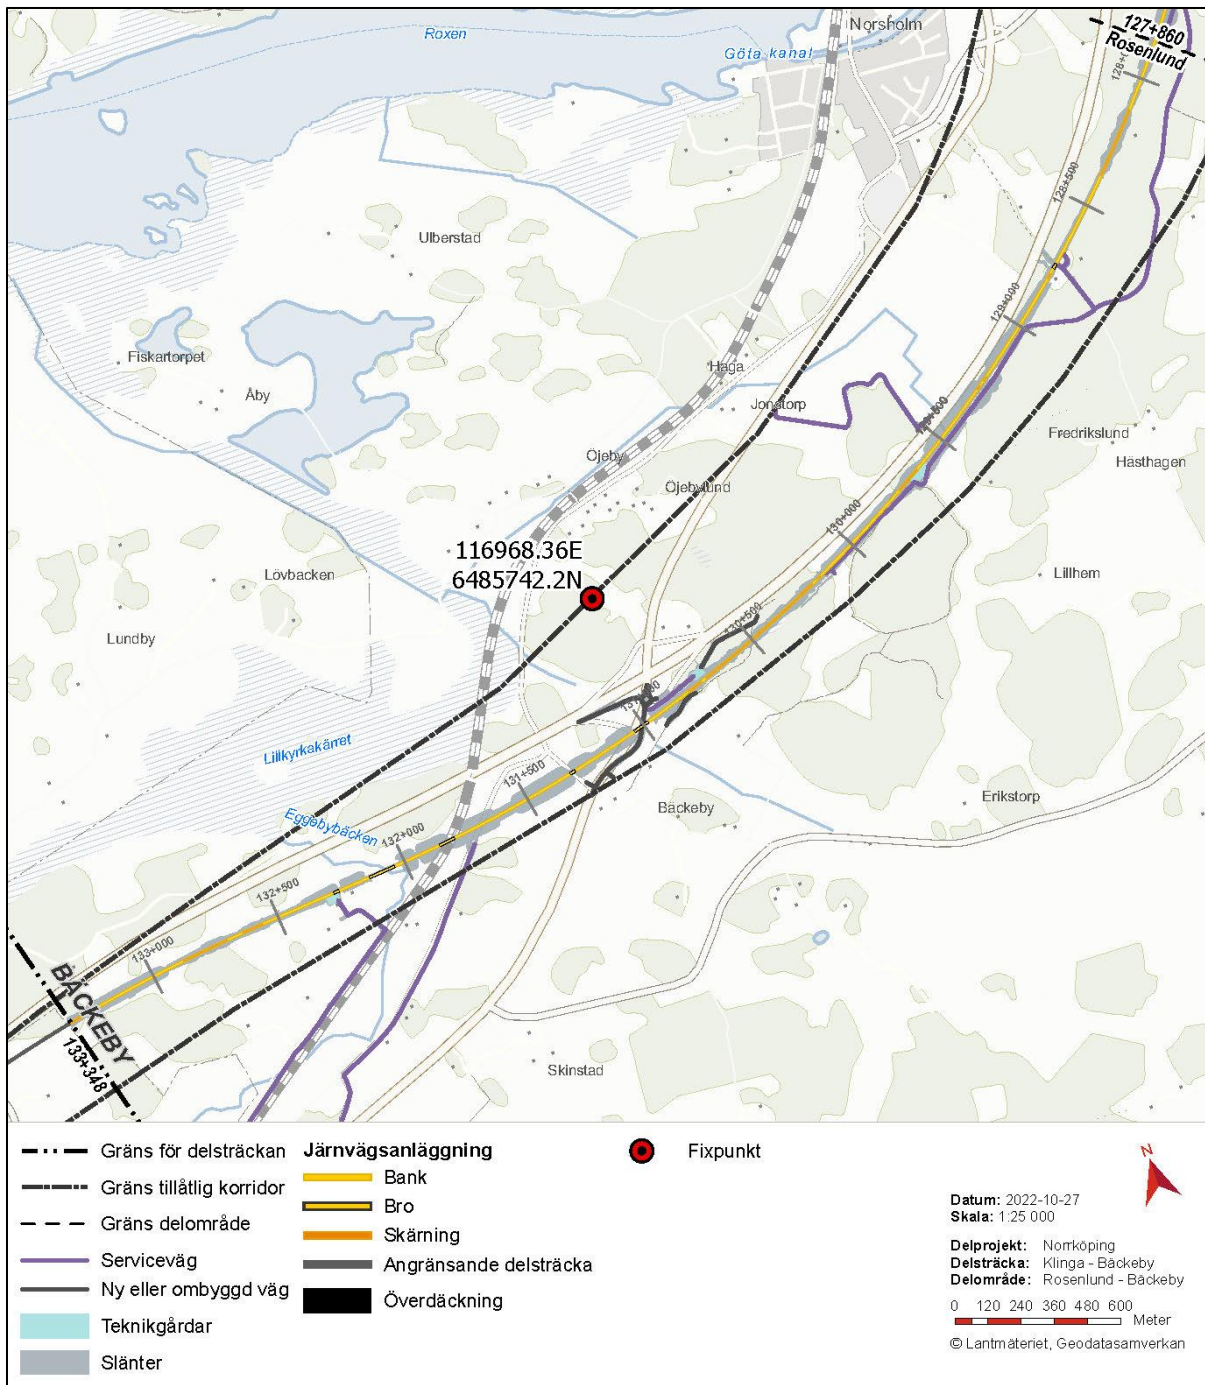 Roxen
Norsholm
Göta kanal
127+860
Rosenlund
128+500
Ulberstad
129+000
Fiskartorpet
Åby
Haga
Jonstorp
129+500
Fredrikslund
Hästhagen
Öjeby
Öjebylund
130+000
116968.36E
6485742.2N
Lövbacken
Lillhem
Lundby
130+500
Lillkyrkakärret
131+500
Erikstorp
Bäckeby
Eggebybäcken
132+000
132+500
133+000
BÄCKEBY
133+348
Skinstad
Gräns för delsträckan
Gräns tillåtlig korridor
Gräns delområde
Serviceväg
Ny eller ombyggd väg
Teknikgårdar
Slänter
Järnvägsanläggning
Bank
Bro
Skärning
Angränsande delsträcka
Överdäckning
Fixpunkt
N
Datum: 2022-10-27
Skala: 1:25 000
Delprojekt: Norrköping
Delsträcka: Klinga - Bäckeby
Delområde: Rosenlund - Bäckeby
0 120 240 360 480 600
Meter
© Lantmäteriet, Geodatasamverkan